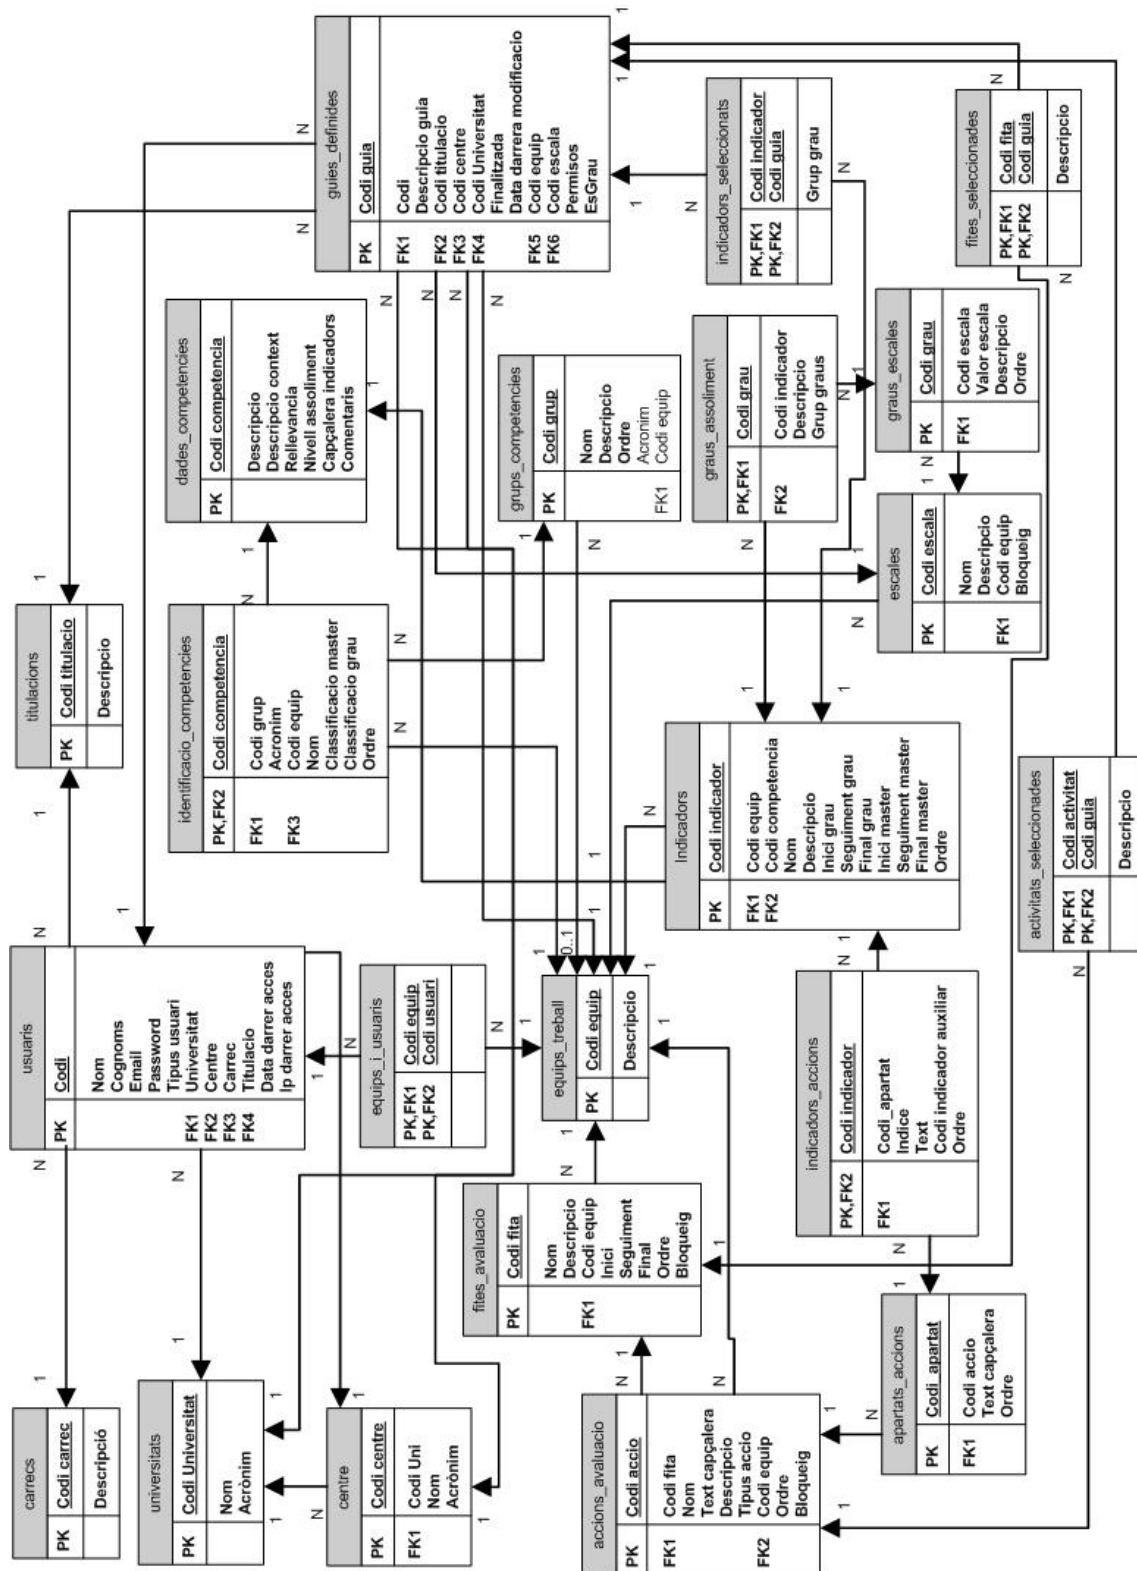 carrecs
PK Codi carrec
Descripció
universitats
PK Codi Universitat
Nom
Acrònim
centre
PK Codi centre
FK1 Codi Uni
Nom
Acrònim
accions_avaluacio
PK Codi accio
FK1 Codi fita
Nom
Text capçalera
Descripcio
Tipus accio
FK2 Codi equip
Ordre
Bloqueig
apartats_accions
PK Codi_apartat
FK1 Codi accio
Text capçalera
Ordre
usuaris
PK Codi
Nom
Cognoms
Email
Password
Tipus usuari
FK1 Universitat
FK2 Centre
FK3 Carrec
FK4 Titulacio
Data darrer acces
Ip darrer acces
equips_i_usuaris
PK,FK1 Codi equip
PK,FK2 Codi usuari
equips_treball
PK Codi equip
Descripcio
fites_avaluacio
PK Codi fita
Nom
Descripcio
FK1 Codi equip
Inici
Seguiment
Final
Ordre
Bloqueig
indicadors_accions
PK,FK2 Codi indicador
FK1 Codi_apartat
Indice
Text
Codi indicador auxiliar
Ordre
titulacions
PK Codi titulacio
Descripcio
identificacio_competencies
PK,FK2 Codi competencia
FK1 Codi grup
Acronim
FK3 Codi equip
Nom
Classificacio master
Classificacio grau
Ordre
Indicadors
PK Codi indicador
FK1 Codi equip
FK2 Codi competencia
Nom
Descripcio
Inici grau
Seguiment grau
Final grau
Inici master
Seguiment master
Final master
Ordre
activitats_seleccionades
PK,FK1 Codi activitat
PK,FK2 Codi guia
Descripcio
dades_competencies
PK Codi competencia
Descripcio
Descripcio context
Rellevancia
Nivell assoliment
Capçalera indicadors
Comentaris
grups_competencies
PK Codi grup
Nom
Descripcio
Ordre
Acronim
FK1 Codi equip
graus_assoliment
PK,FK1 Codi grau
FK2 Codi indicador
Descripcio
Grup graus
escales
PK Codi escala
Nom
Descripcio
FK1 Codi equip
Bloqueig
graus_escales
PK Codi grau
FK1 Codi escala
Valor escala
Descripcio
Ordre
guies_definides
PK Codi guia
FK1 Codi
Descripcio guia
FK2 Codi titulacio
FK3 Codi centre
FK4 Codi Universitat
Finalitzada
Data darrera modificacio
FK5 Codi equip
FK6 Codi escala
Permisos
EsGrau
indicadors_seleccionats
PK,FK1 Codi indicador
PK,FK2 Codi guia
Grup grau
fites_seleccionades
PK,FK1 Codi fita
PK,FK2 Codi guia
Descripcio
0..1
1
N